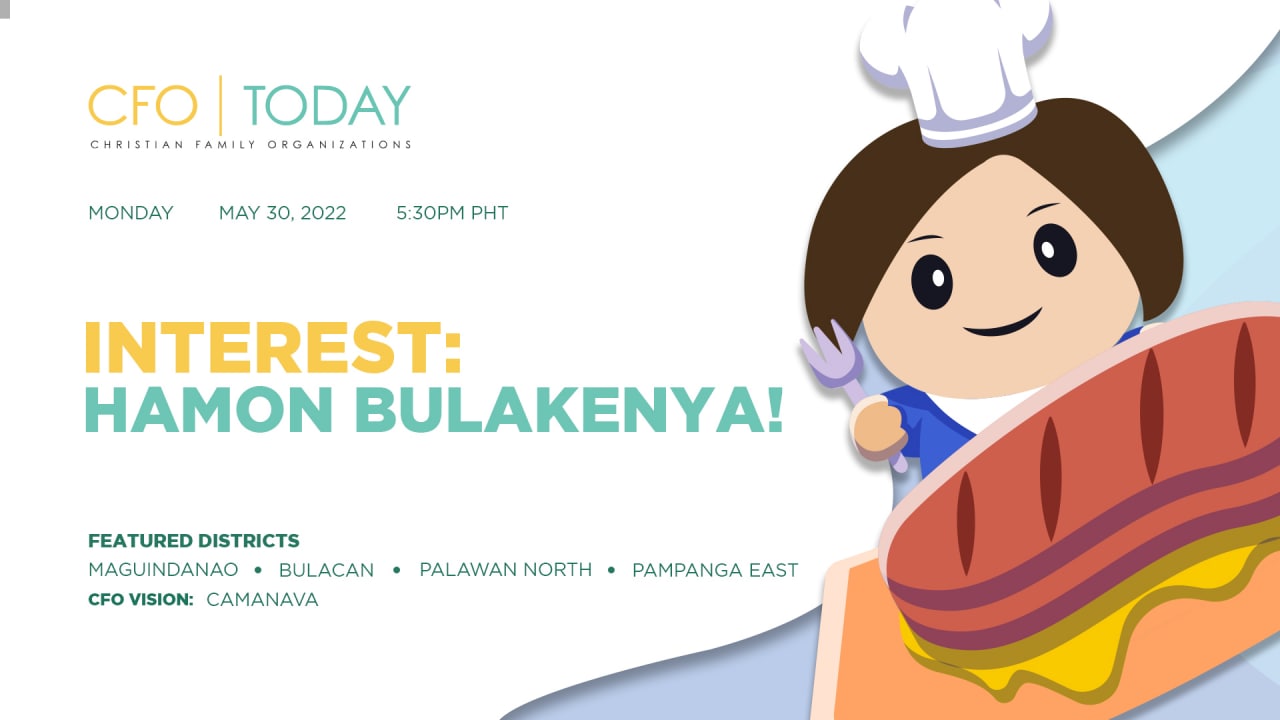 CFO | TODAY
CHRISTIAN FAMILY ORGANIZATIONS
MONDAY MAY 30, 2022 5:30PM PHT
INTEREST:
HAMON BULAKENYA!
FEATURED DISTRICTS
MAGUINDANAO • BULACAN • PALAWAN NORTH • PAMPANGA EAST
CFO VISION: CAMANAVA